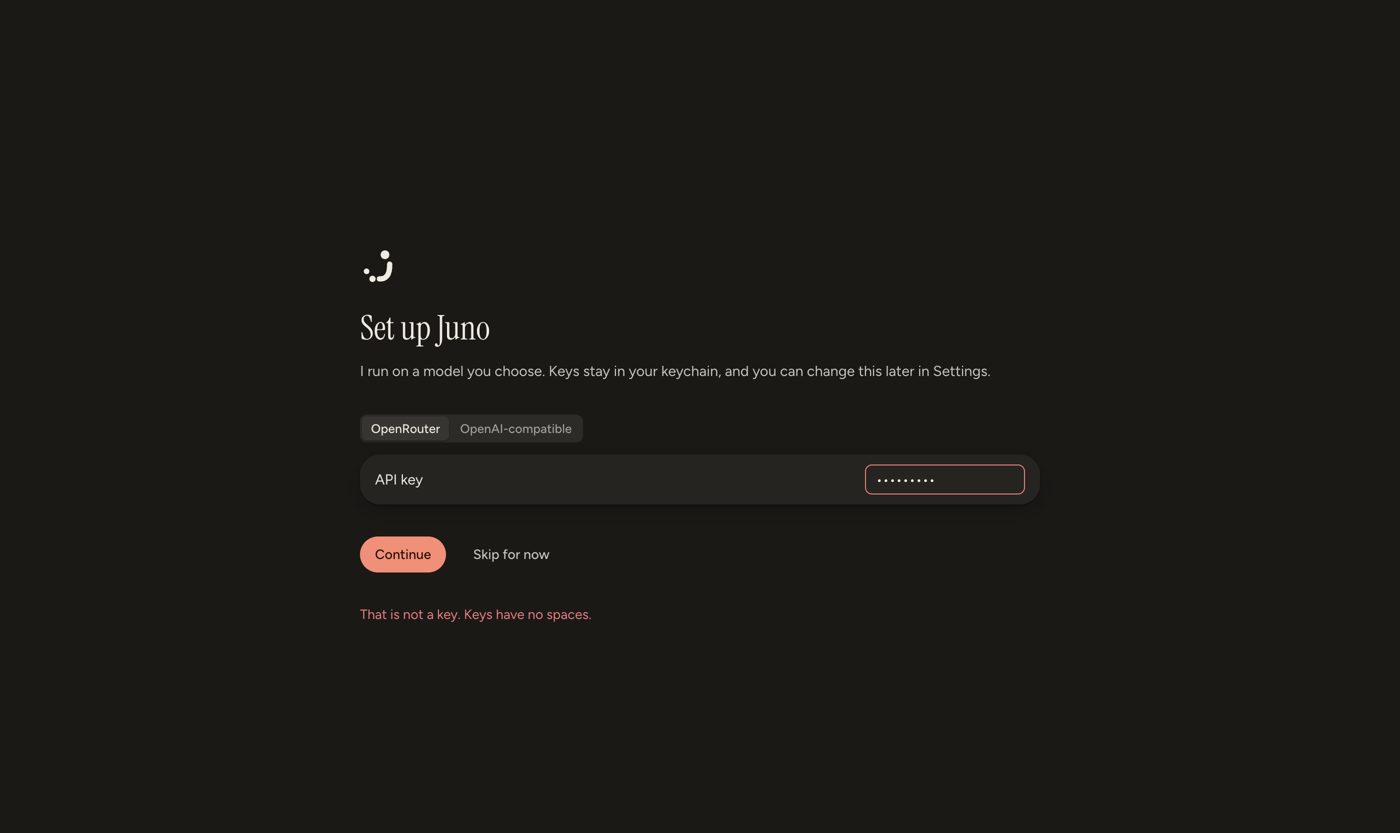 Set up Juno
I run on a model you choose. Keys stay in your keychain, and you can change this later in Settings.
OpenRouter OpenAI-compatible
API key •••••••••
Continue Skip for now
That is not a key. Keys have no spaces.